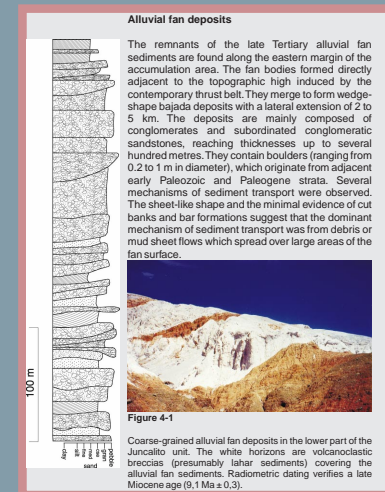 Alluvial fan deposits
The remnants of the late Tertiary alluvial fan
sediments are found along the eastern margin of the
accumulation area. The fan bodies formed directly
adjacent to the topographic high induced by the
contemporary thrust belt. They merge to form wedge-
shape bajada deposits with a lateral extension of 2 to
5 km. The deposits are mainly composed of
conglomerates and subordinated conglomeratic
sandstones, reaching thicknesses up to several
hundred metres. They contain boulders (ranging from
0.2 to 1 m in diameter), which originate from adjacent
early Paleozoic and Paleogene strata. Several
mechanisms of sediment transport were observed.
The sheet-like shape and the minimal evidence of cut
banks and bar formations suggest that the dominant
mechanism of sediment transport was from debris or
mud sheet flows which spread over large areas of the
fan surface.
Figure 4-1
Coarse-grained alluvial fan deposits in the lower part of the
Juncalito unit. The white horizons are volcanoclastic
breccias (presumably lahar sediments) covering the
alluvial fan sediments. Radiometric dating verifies a late
Miocene age (9,1 Ma ± 0,3).
100 m
clay
silt
fine
med
gran
pebble
sand